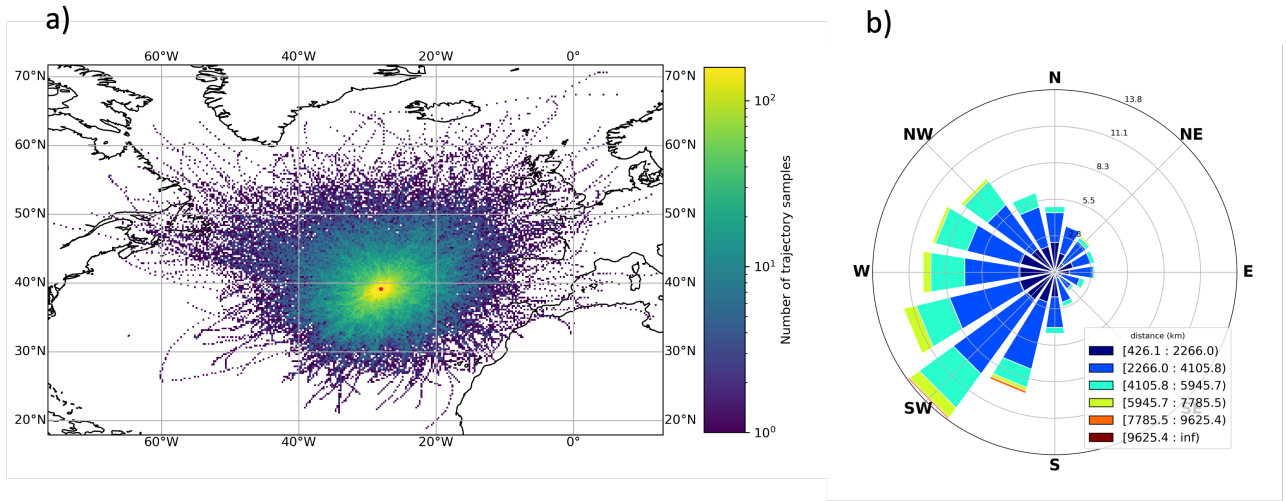 a)
60°W 40°W 20°W 0°
70°N 70°N
60°N 60°N
50°N 50°N
40°N 40°N
30°N 30°N
20°N 20°N
60°W 40°W 20°W 0°
10²
10¹
10⁰
Number of trajectory samples
b)
N
13.8
NW
11.1
NE
8.3
5.5
2.8
W
E
distance (km)
[426.1 : 2266.0)
[2266.0 : 4105.8)
[4105.8 : 5945.7)
[5945.7 : 7785.5)
[7785.5 : 9625.4)
[9625.4 : inf)
SW
SE
S